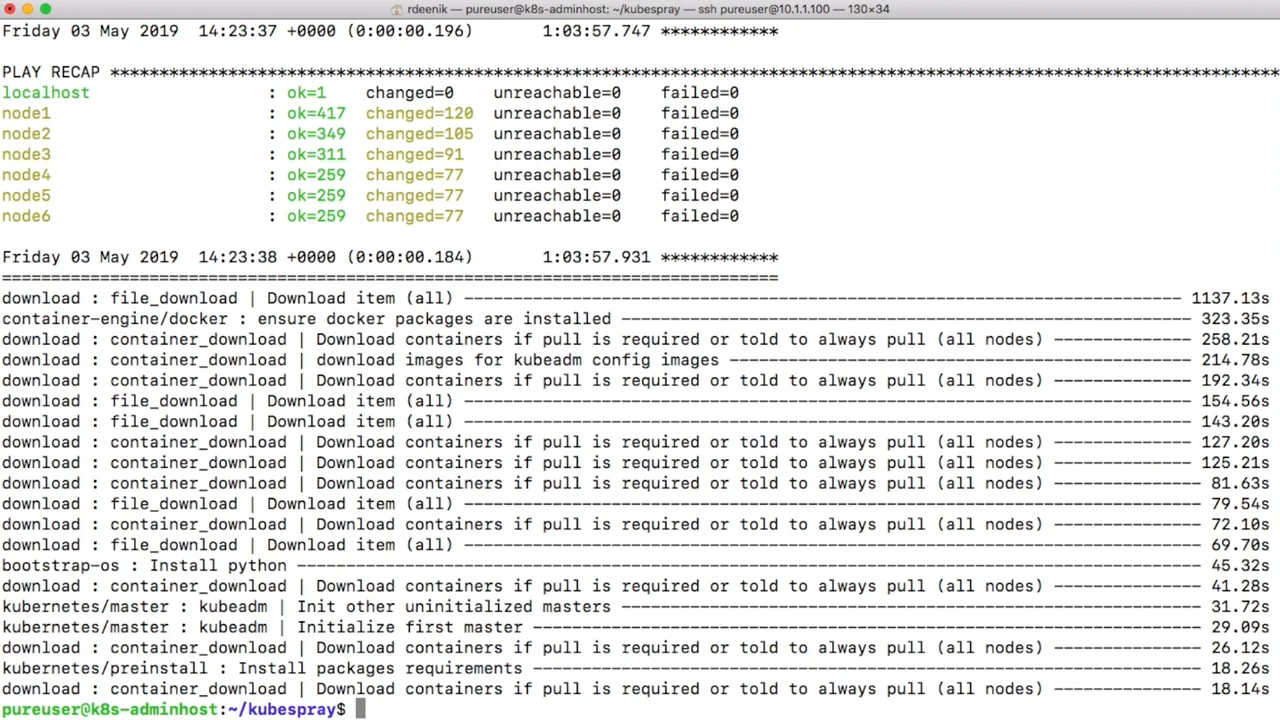 rdeenik — pureuser@k8s-adminhost: ~/kubespray — ssh pureuser@10.1.1.100 — 130×34
Friday 03 May 2019  14:23:37 +0000 (0:00:00.196)       1:03:57.747 ************
PLAY RECAP ***********************************************************************************************************************
localhost                  : ok=1    changed=0    unreachable=0    failed=0
node1                      : ok=417  changed=120  unreachable=0    failed=0
node2                      : ok=349  changed=105  unreachable=0    failed=0
node3                      : ok=311  changed=91   unreachable=0    failed=0
node4                      : ok=259  changed=77   unreachable=0    failed=0
node5                      : ok=259  changed=77   unreachable=0    failed=0
node6                      : ok=259  changed=77   unreachable=0    failed=0
Friday 03 May 2019  14:23:38 +0000 (0:00:00.184)       1:03:57.931 ************
===============================================================================
download : file_download | Download item (all) ------------------------------------------------------------------------- 1137.13s
container-engine/docker : ensure docker packages are installed ---------------------------------------------------------- 323.35s
download : container_download | Download containers if pull is required or told to always pull (all nodes) -------------- 258.21s
download : container_download | download images for kubeadm config images ----------------------------------------------- 214.78s
download : container_download | Download containers if pull is required or told to always pull (all nodes) -------------- 192.34s
download : file_download | Download item (all) -------------------------------------------------------------------------- 154.56s
download : file_download | Download item (all) -------------------------------------------------------------------------- 143.20s
download : container_download | Download containers if pull is required or told to always pull (all nodes) -------------- 127.20s
download : container_download | Download containers if pull is required or told to always pull (all nodes) -------------- 125.21s
download : container_download | Download containers if pull is required or told to always pull (all nodes) --------------- 81.63s
download : file_download | Download item (all) --------------------------------------------------------------------------- 79.54s
download : container_download | Download containers if pull is required or told to always pull (all nodes) --------------- 72.10s
download : file_download | Download item (all) --------------------------------------------------------------------------- 69.70s
bootstrap-os : Install python -------------------------------------------------------------------------------------------- 45.32s
download : container_download | Download containers if pull is required or told to always pull (all nodes) --------------- 41.28s
kubernetes/master : kubeadm | Init other uninitialized masters ----------------------------------------------------------- 31.72s
kubernetes/master : kubeadm | Initialize first master -------------------------------------------------------------------- 29.09s
download : container_download | Download containers if pull is required or told to always pull (all nodes) --------------- 26.12s
kubernetes/preinstall : Install packages requirements -------------------------------------------------------------------- 18.26s
download : container_download | Download containers if pull is required or told to always pull (all nodes) --------------- 18.14s
pureuser@k8s-adminhost:~/kubespray$